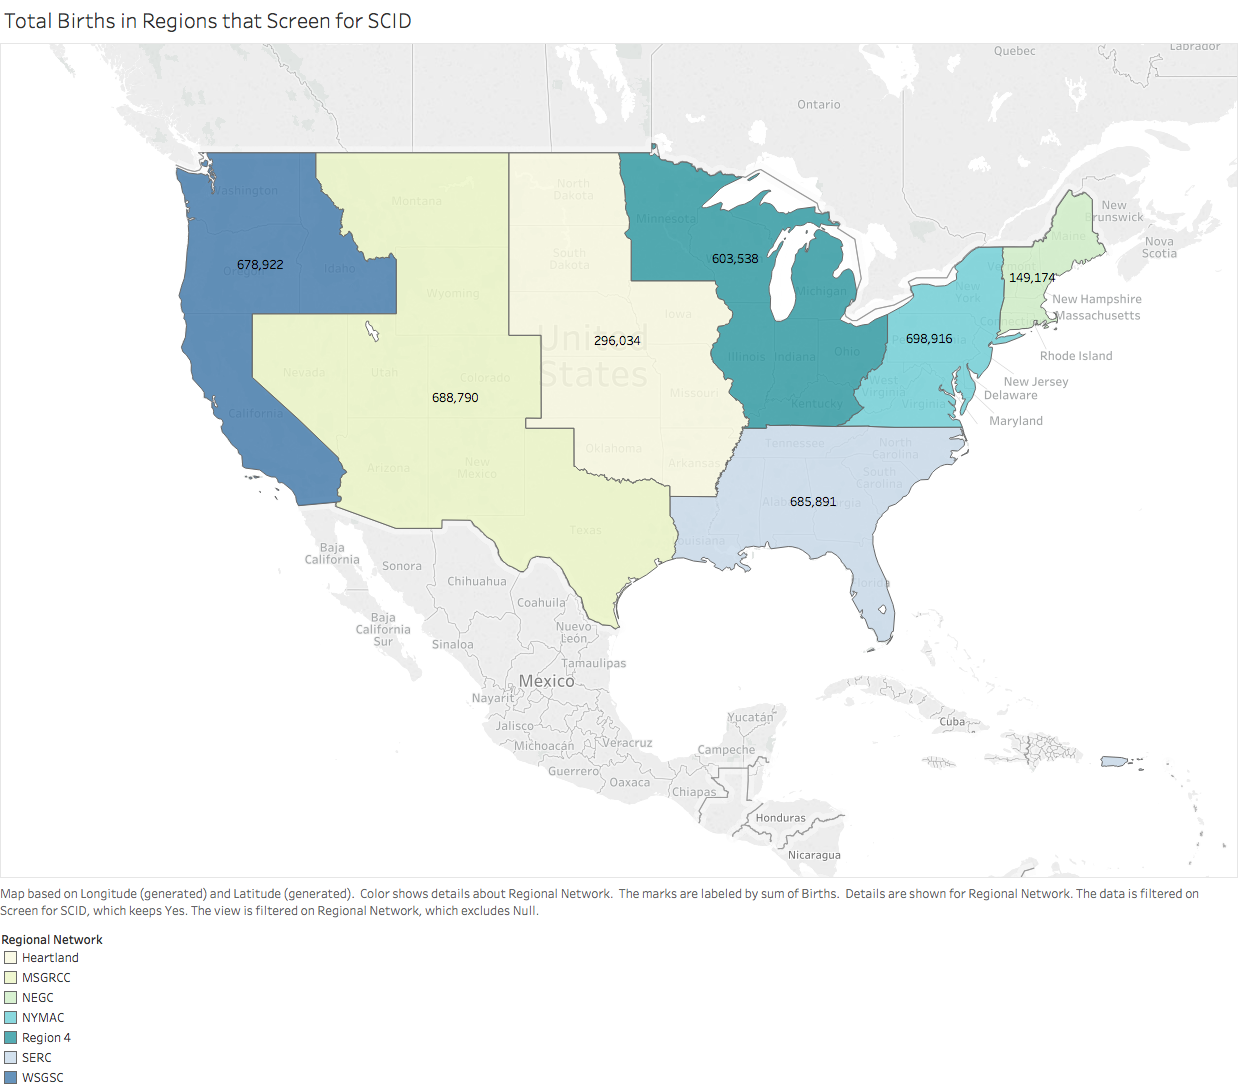 Total Births in Regions that Screen for SCID
Quebec
Labrador
Ontario
Washington
Montana
North
Dakota
Minnesota
New
Brunswick
Maine
Nova
Scotia
678,922
Idaho
South
Dakota
603,538
Vermont
149,174
Wyoming
Michigan
New
York
New Hampshire
Massachusetts
Iowa
United
States
296,034
698,916
Rhode Island
Illinois
Indiana
Ohio
Nevada
Utah
Colorado
688,790
West
Virginia
New Jersey
Delaware
Missouri
Kentucky
Virginia
Maryland
California
Tennessee
North
Carolina
Oklahoma
Arizona
New
Mexico
Arkansas
South
Carolina
685,891
Texas
Louisiana
Florida
Baja
California
Sonora
Chihuahua
Coahuila
Baja
California
Sur
Nuevo
León
Sinaloa
Tamaulipas
Mexico
Nayarit
Yucatán
Cuba
Jalisco
Michoacán
Veracruz
Campeche
Guerrero
Oaxaca
Chiapas
Honduras
Nicaragua
Map based on Longitude (generated) and Latitude (generated).  Color shows details about Regional Network.  The marks are labeled by sum of Births.  Details are shown for Regional Network. The data is filtered on
Screen for SCID, which keeps Yes. The view is filtered on Regional Network, which excludes Null.
Regional Network
Heartland
MSGRCC
NEGC
NYMAC
Region 4
SERC
WSGSC